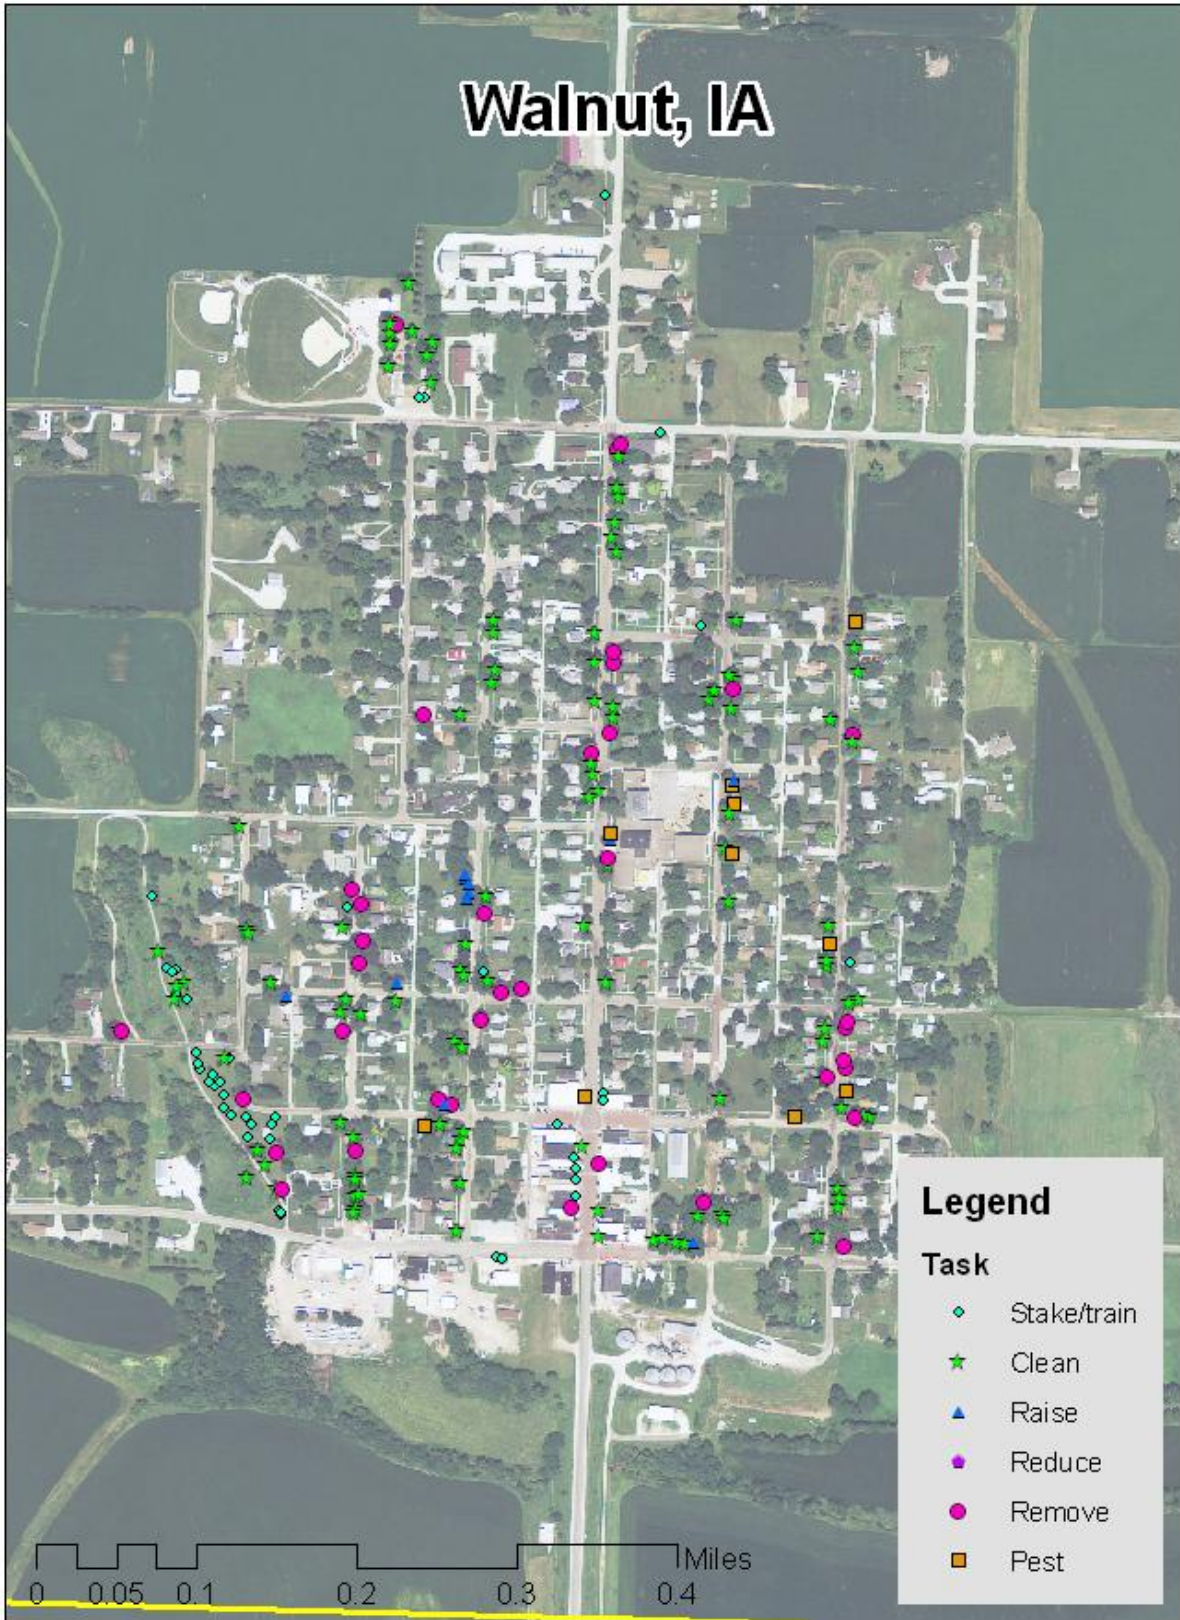 Walnut, IA
Legend
Task
Stake/train
Clean
Raise
Reduce
Remove
Pest
Miles
0 0.05 0.1 0.2 0.3 0.4